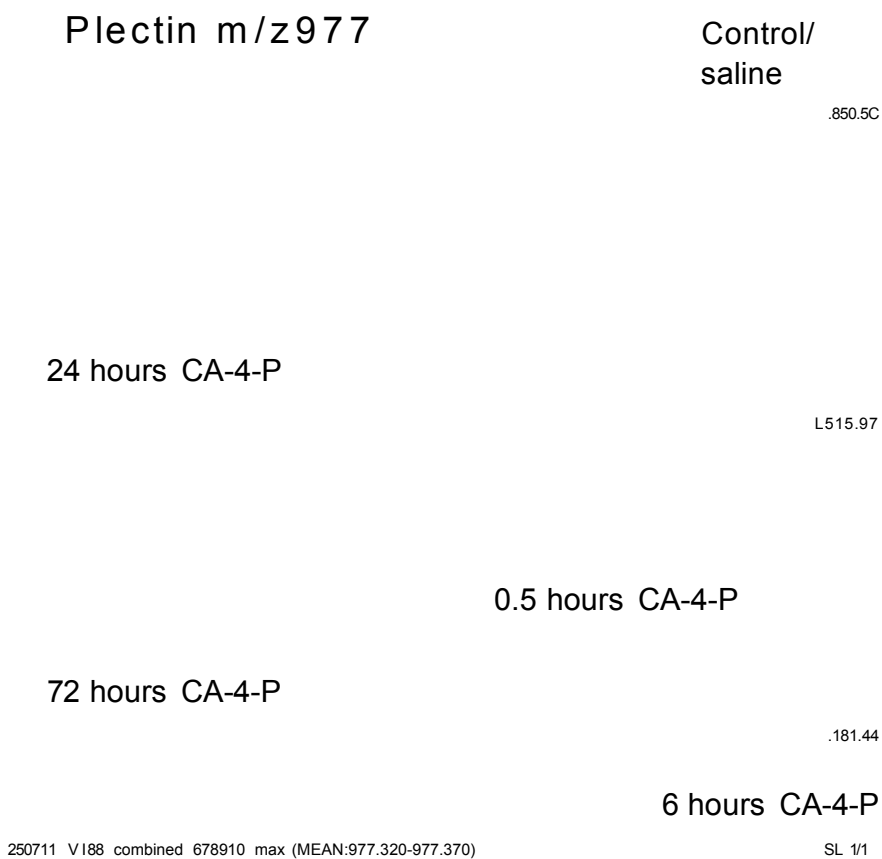 Plectin m/z977
Control/
saline
.850.5C
24 hours CA-4-P
L515.97
0.5 hours CA-4-P
72 hours CA-4-P
.181.44
6 hours CA-4-P
250711 V188 combined 678910 max (MEAN:977.320-977.370)
SL 1/1